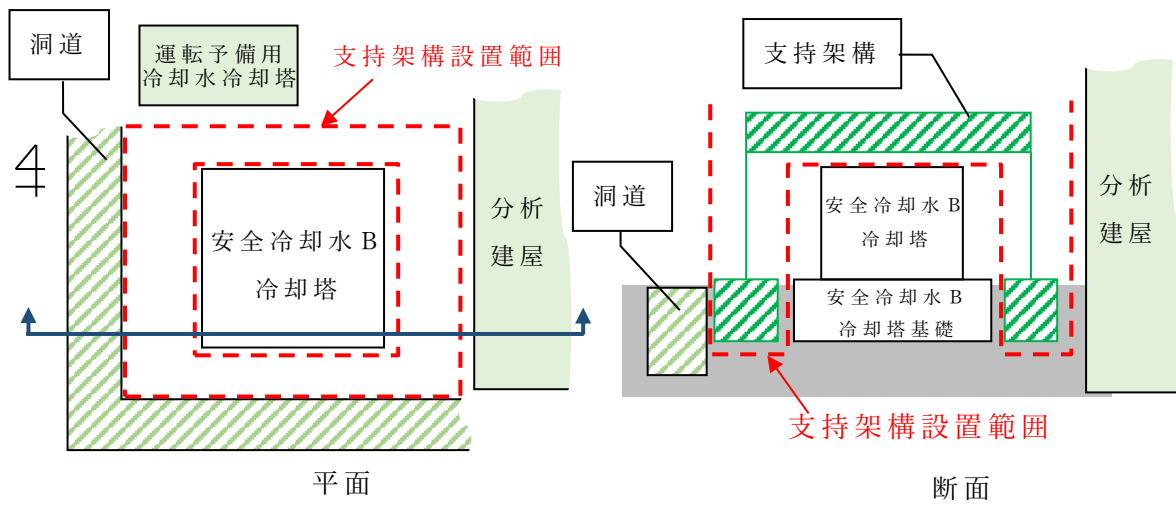 洞道
運転予備用
冷却水冷却塔
支持架構設置範囲
安全冷却水B
冷却塔
分析
建屋
平面
支持架構
洞道
安全冷却水B
冷却塔
安全冷却水B
冷却塔基礎
分析
建屋
支持架構設置範囲
断面